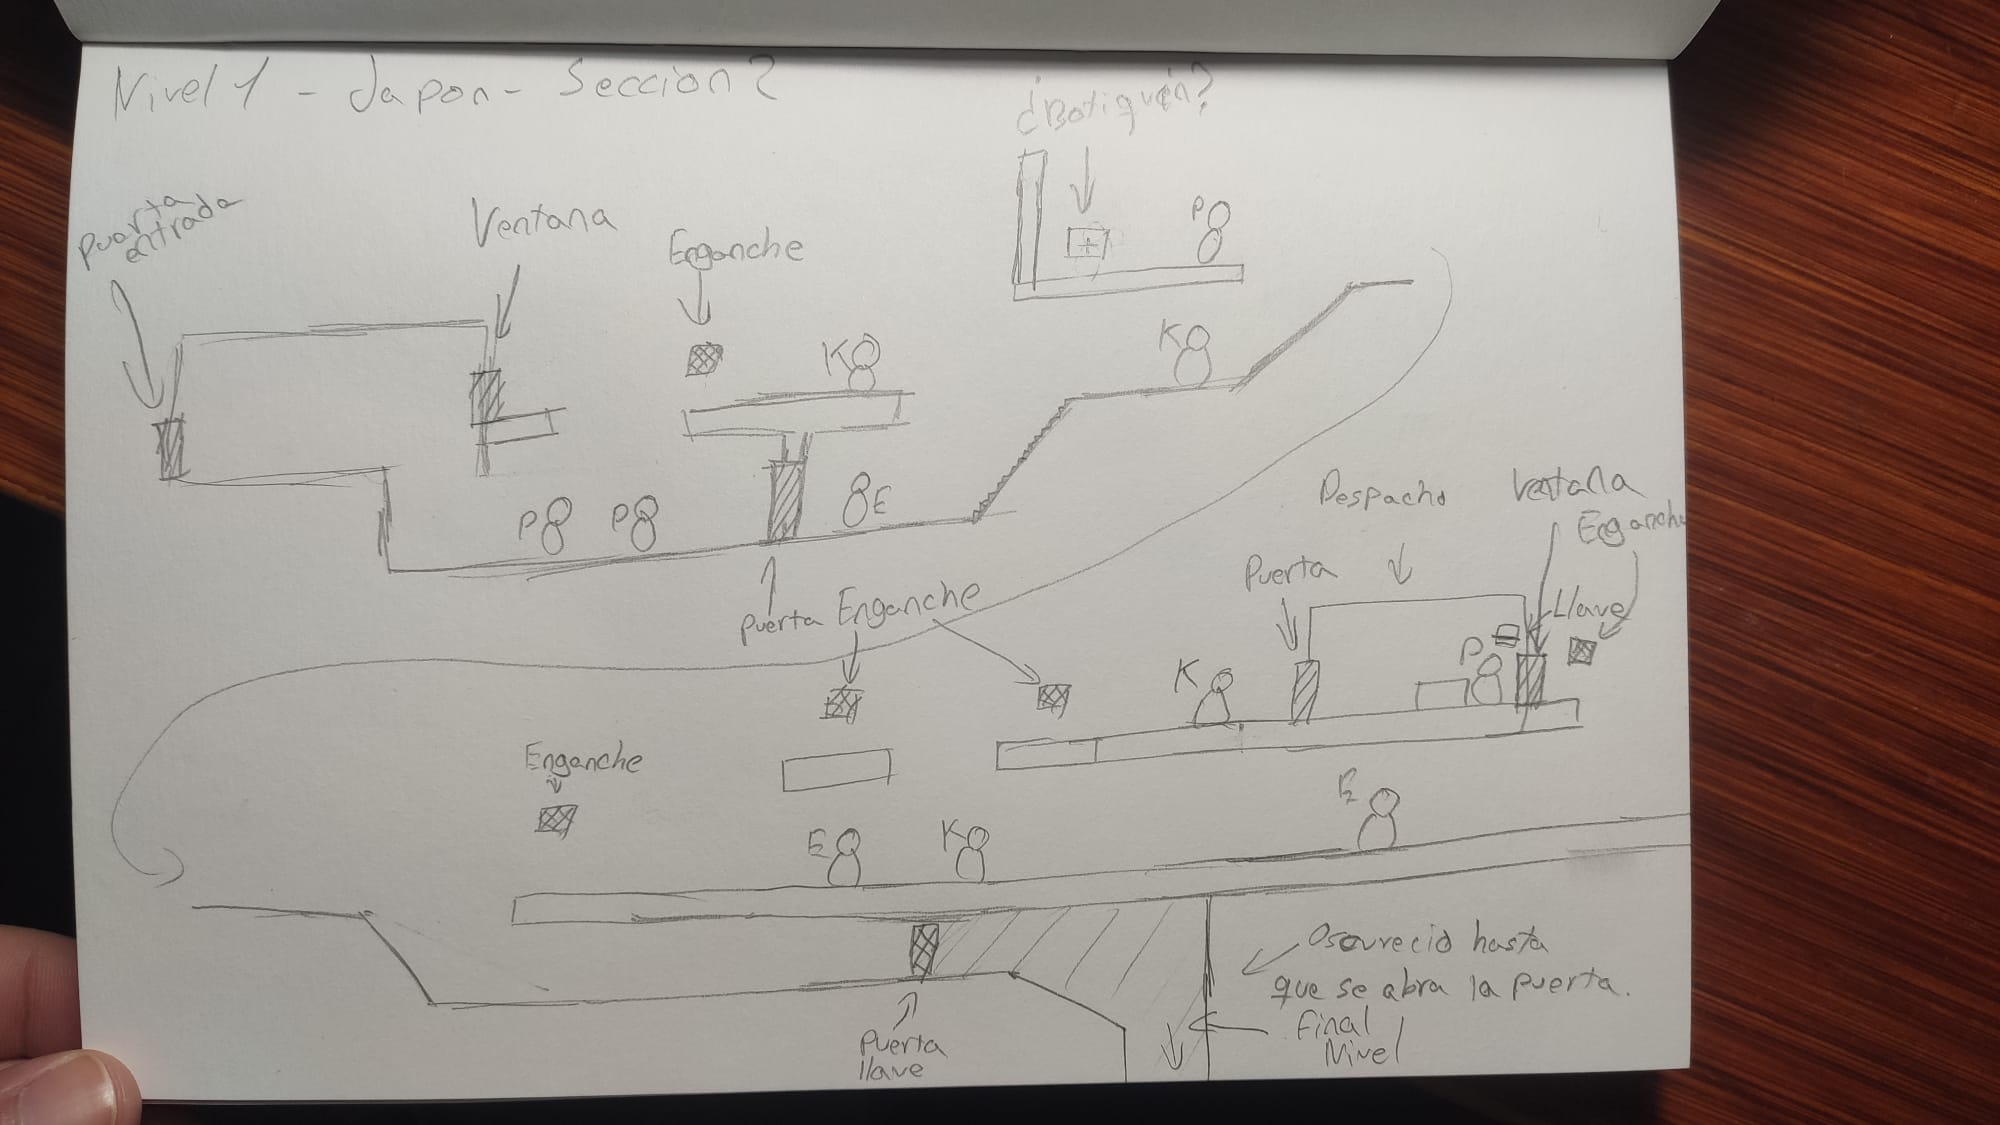 Nivel 1 - Japon - Seccion 2
¿Botiquín?
Puerta
entrada
Ventana
Enganche
P
K
K
P
P
E
Puerta
Enganche
Despacho
Ventana
Enganche
Puerta
Llave
P
K
Enganche
E
K
E
Puerta
llave
Oscurecid hasta
que se abra la puerta.
Final
Nivel